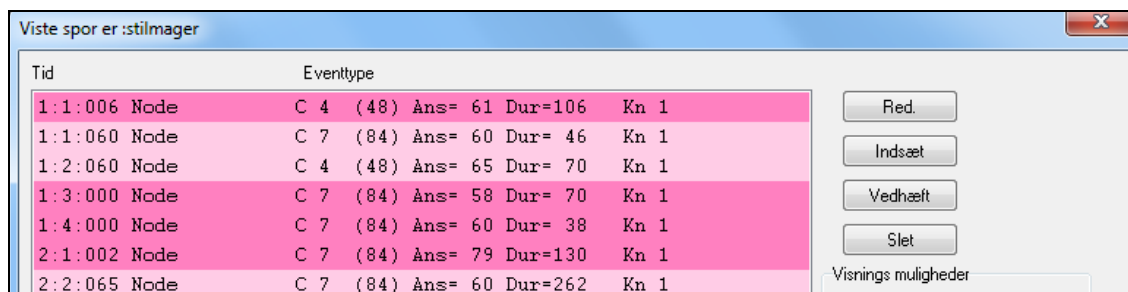 Viste spor er :stilmager
Tid Eventtype
1:1:006 Node C 4 (48) Ans= 61 Dur=106 Kn 1
1:1:060 Node C 7 (84) Ans= 60 Dur= 46 Kn 1
1:2:060 Node C 4 (48) Ans= 65 Dur= 70 Kn 1
1:3:000 Node C 7 (84) Ans= 58 Dur= 70 Kn 1
1:4:000 Node C 7 (84) Ans= 60 Dur= 38 Kn 1
2:1:002 Node C 7 (84) Ans= 79 Dur=130 Kn 1
2:2:065 Node C 7 (84) Ans= 60 Dur=262 Kn 1
Red.
Indsæt
Vedhæft
Slet
Visnings muligheder